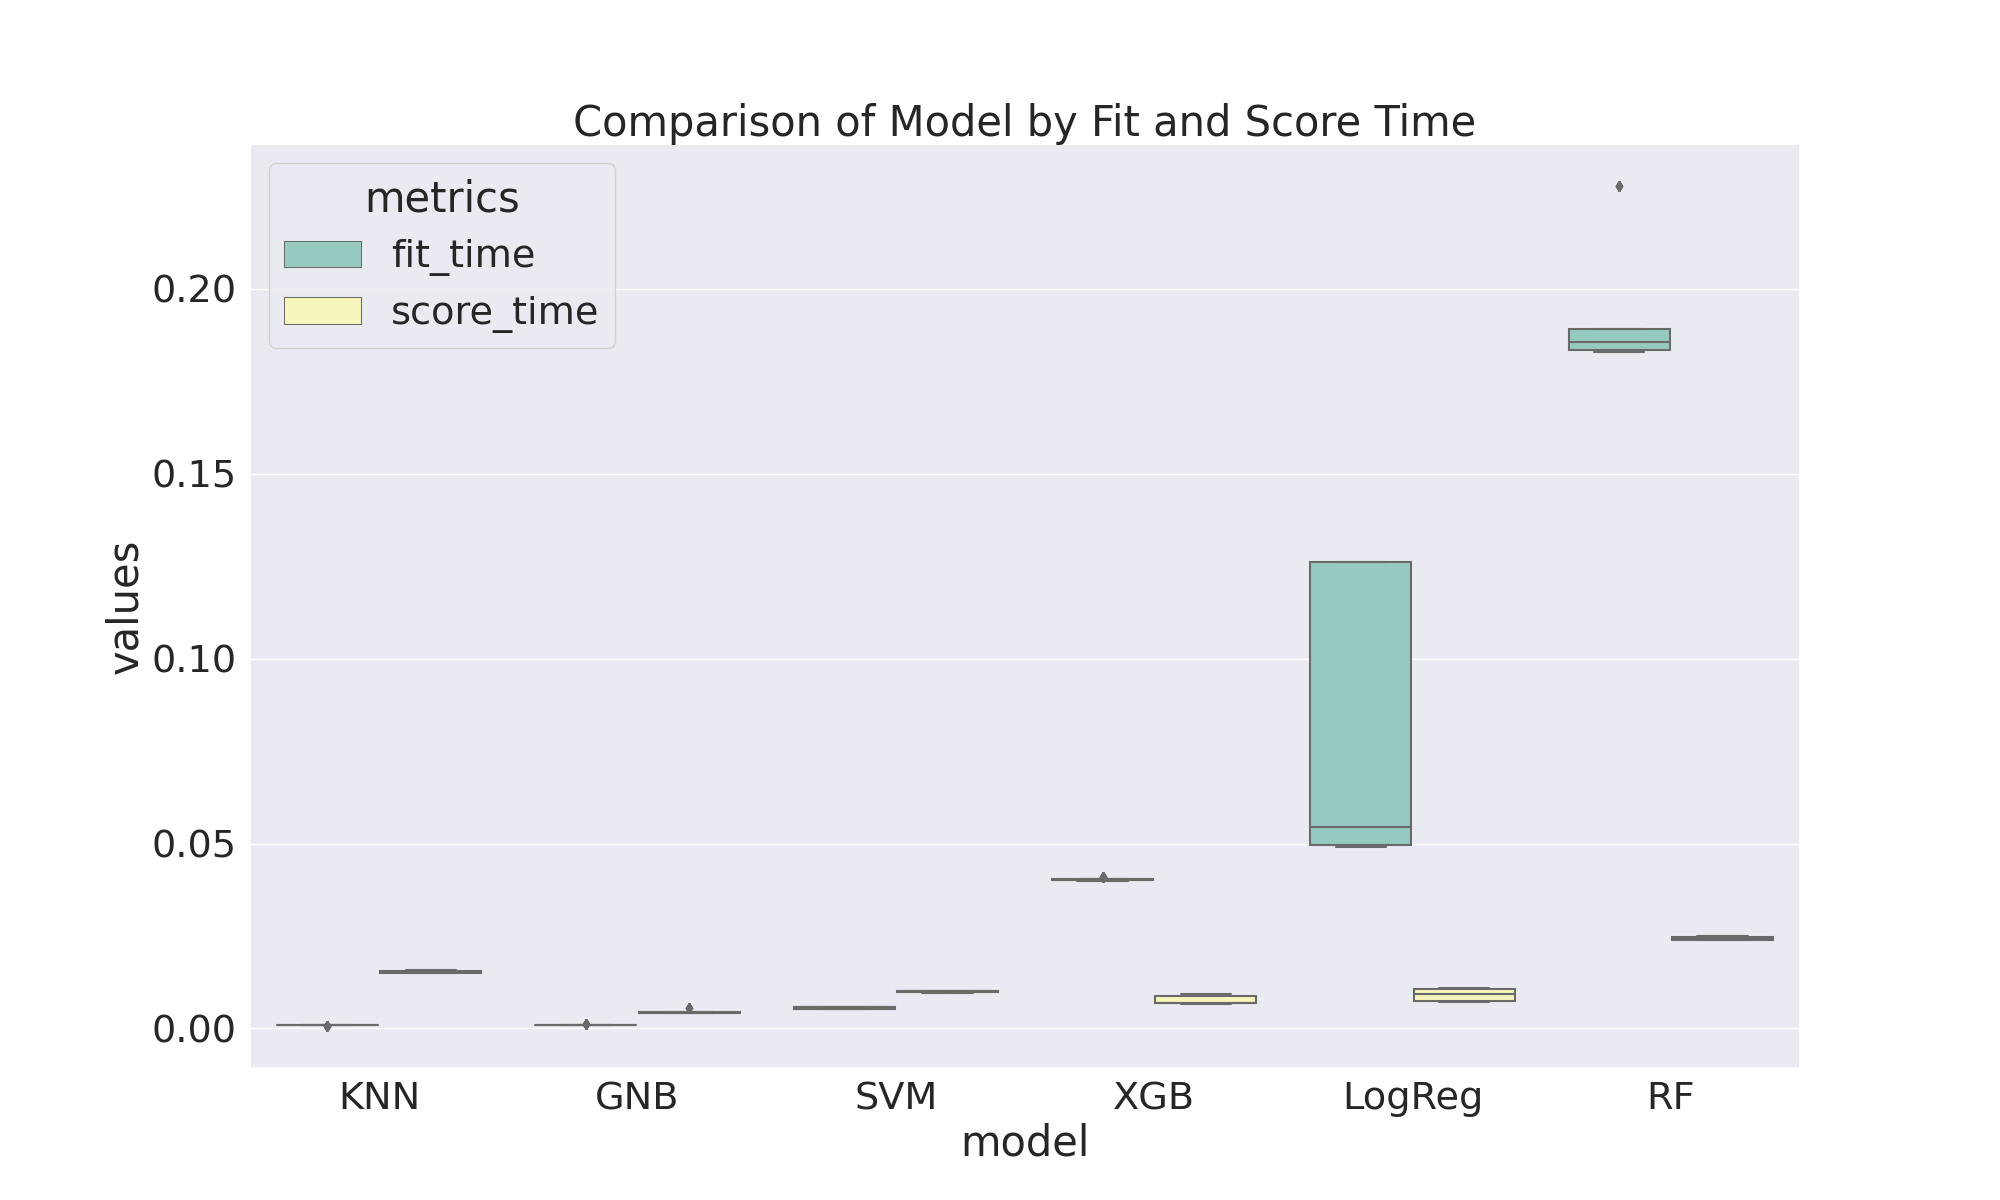 Comparison of Model by Fit and Score Time
metrics
fit_time
score_time
values
0.20
0.15
0.10
0.05
0.00
KNN GNB SVM XGB LogReg RF
model